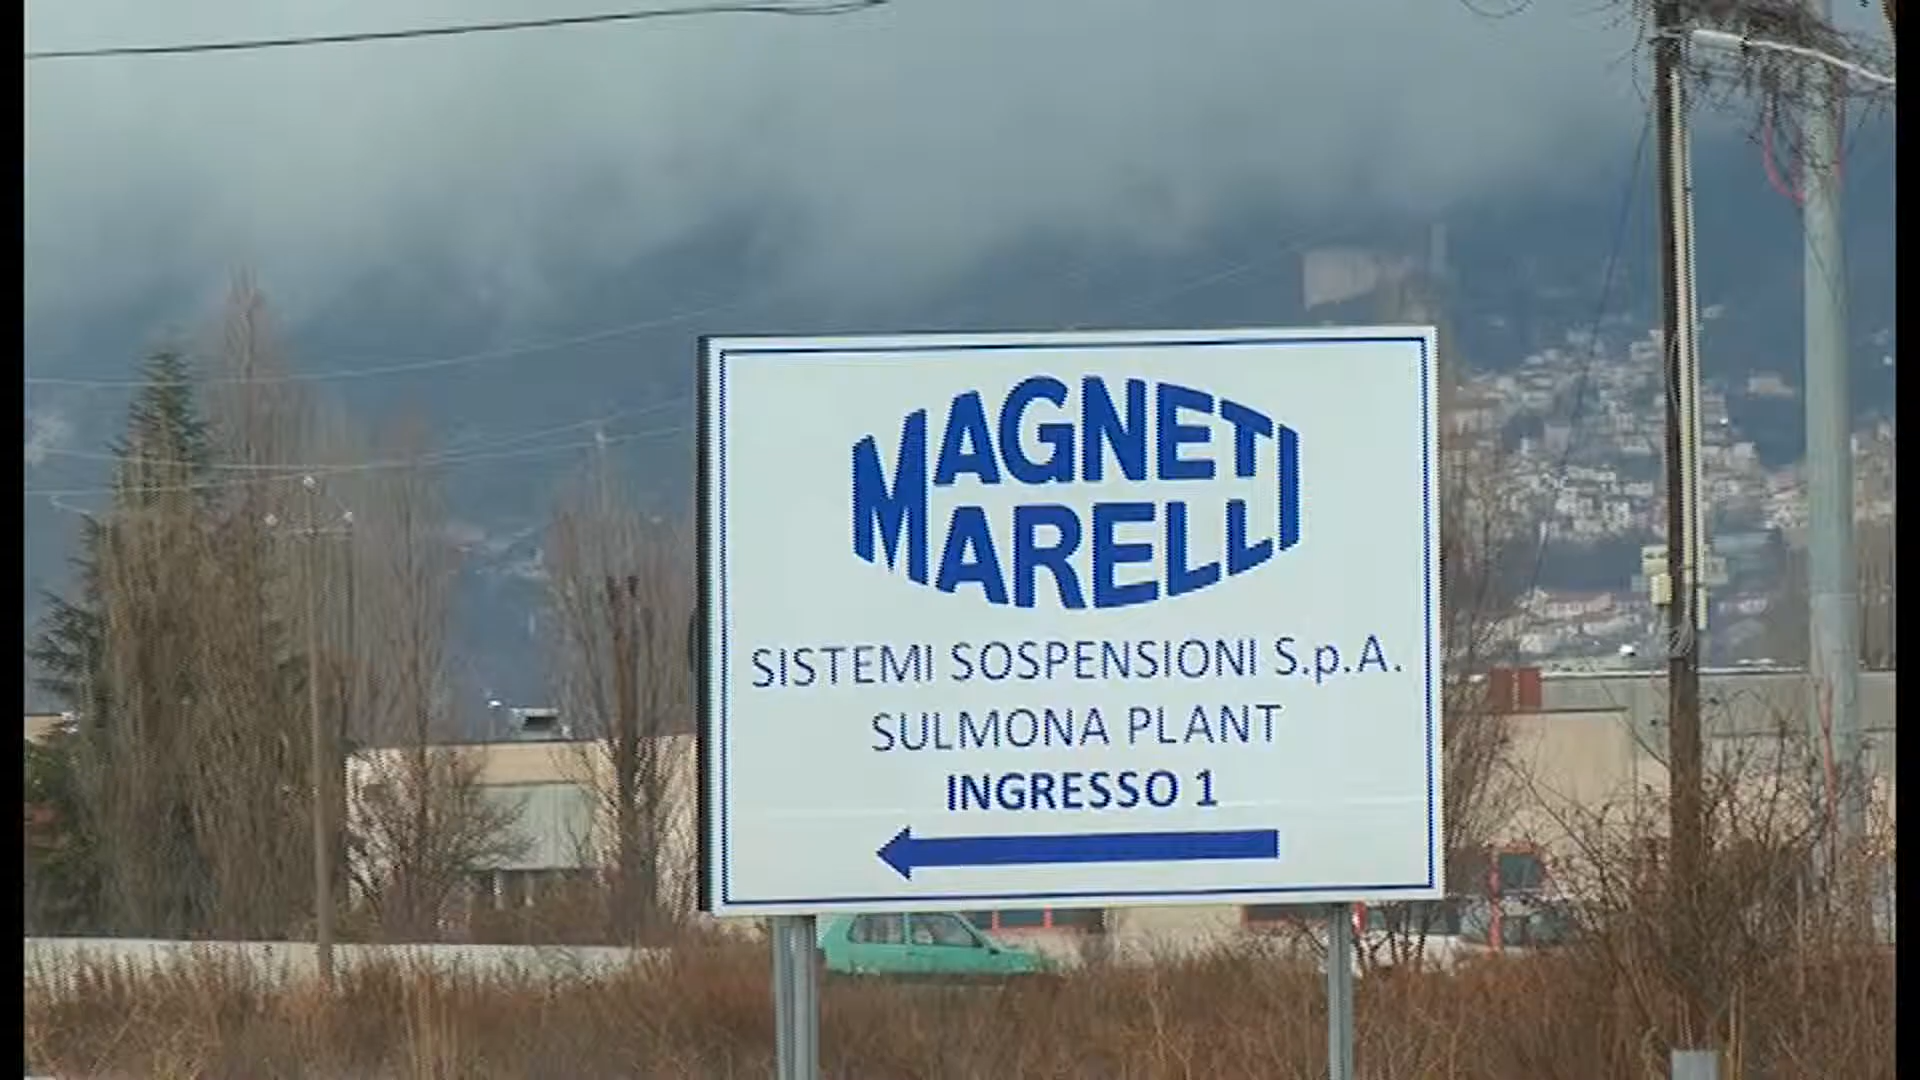 MAGNETI
MARELLI
SISTEMI SOSPENSIONI S.p.A.
SULMONA PLANT
INGRESSO 1